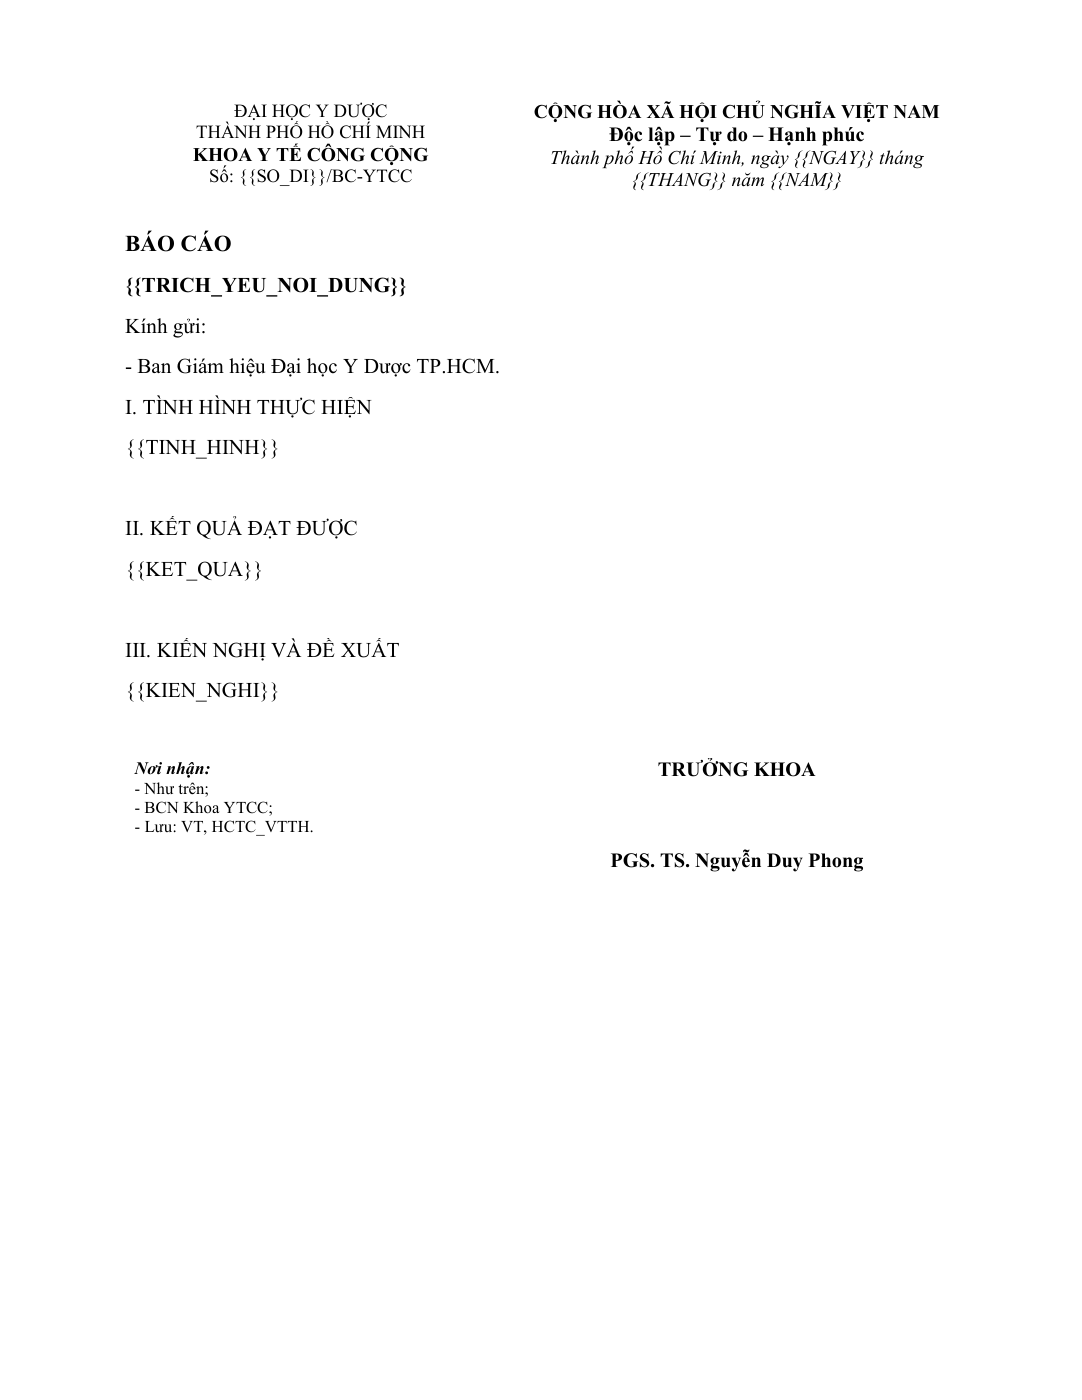 ĐẠI HỌC Y DƯỢC
THÀNH PHỐ HỒ CHÍ MINH
KHOA Y TẾ CÔNG CỘNG
Số: {{SO_DI}}/BC-YTCC
CỘNG HÒA XÃ HỘI CHỦ NGHĨA VIỆT NAM
Độc lập – Tự do – Hạnh phúc
Thành phố Hồ Chí Minh, ngày {{NGAY}} tháng
{{THANG}} năm {{NAM}}
BÁO CÁO
{{TRICH_YEU_NOI_DUNG}}
Kính gửi:
- Ban Giám hiệu Đại học Y Dược TP.HCM.
I. TÌNH HÌNH THỰC HIỆN
{{TINH_HINH}}
II. KẾT QUẢ ĐẠT ĐƯỢC
{{KET_QUA}}
III. KIẾN NGHỊ VÀ ĐỀ XUẤT
{{KIEN_NGHI}}
Nơi nhận:
- Như trên;
- BCN Khoa YTCC;
- Lưu: VT, HCTC_VTTH.
TRƯỞNG KHOA
PGS. TS. Nguyễn Duy Phong